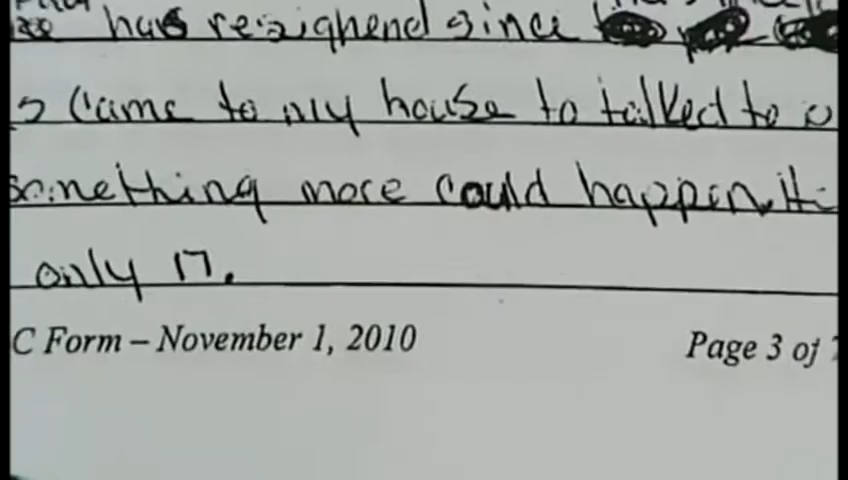 has resighend since
came to my house to talked to
something more could happen
only 17.
C Form – November 1, 2010 Page 3 of